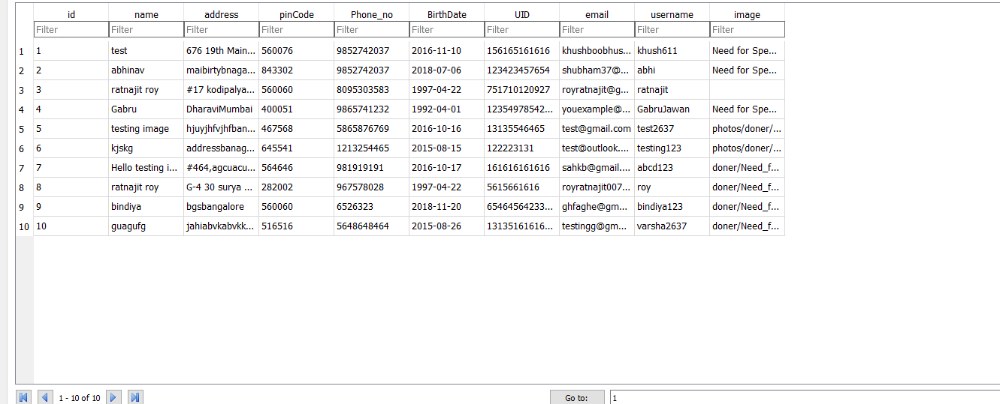 id name address pinCode Phone_no BirthDate UID email username image
Filter Filter Filter Filter Filter Filter Filter Filter Filter Filter
1 1 test 676 19th Main... 560076 9852742037 2016-11-10 156165161616 khushboobhus... khush611 Need for Spe...
2 2 abhinav maibirtybnaga... 843302 9852742037 2018-07-06 123423457654 shubham37@... abhi Need for Spe...
3 3 ratnajit roy #17 kodipalya... 560060 8095303583 1997-04-22 751710120927 royratnajit@g... ratnajit
4 4 Gabru DharaviMumbai 400051 9865741232 1992-04-01 12354978542... youexample@... GabruJawan Need for Spe...
5 5 testing image hjuyjhfvjhfban... 467568 5865876769 2016-10-16 13135546465 test@gmail.com test2637 photos/doner/...
6 6 kjskg addressbanag... 645541 1213254465 2015-08-15 122223131 test@outlook.... testing123 photos/doner/...
7 7 Hello testing i... #464,agcuacu... 564646 981919191 2016-10-17 161616161616 sahkb@gmail.... abcd123 doner/Need_f...
8 8 ratnajit roy G-4 30 surya ... 282002 967578028 1997-04-22 5615661616 royratnajit007... roy doner/Need_f...
9 9 bindiya bgsbangalore 560060 6526323 2018-11-20 65464564233... ghfaghe@gm... bindiya123 doner/Need_f...
10 10 guagufg jahiabvkabvkk... 516516 5648648464 2015-08-26 13135161616... testingg@gm... varsha2637 doner/Need_f...
1 - 10 of 10 Go to: 1